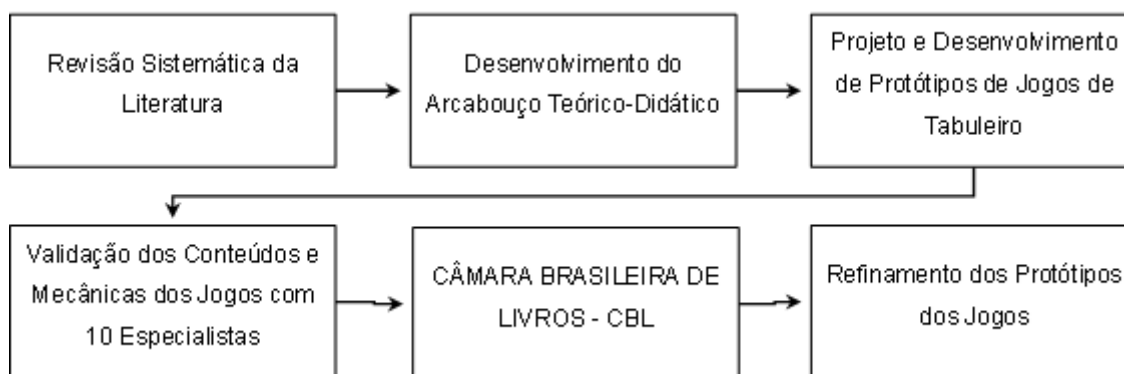 Revisão Sistemática da
Literatura
Desenvolvimento do
Arcabouço Teórico-Didático
Projeto e Desenvolvimento
de Protótipos de Jogos de
Tabuleiro
Validação dos Conteúdos e
Mecânicas dos Jogos com
10 Especialistas
CÂMARA BRASILEIRA DE
LIVROS - CBL
Refinamento dos Protótipos
dos Jogos